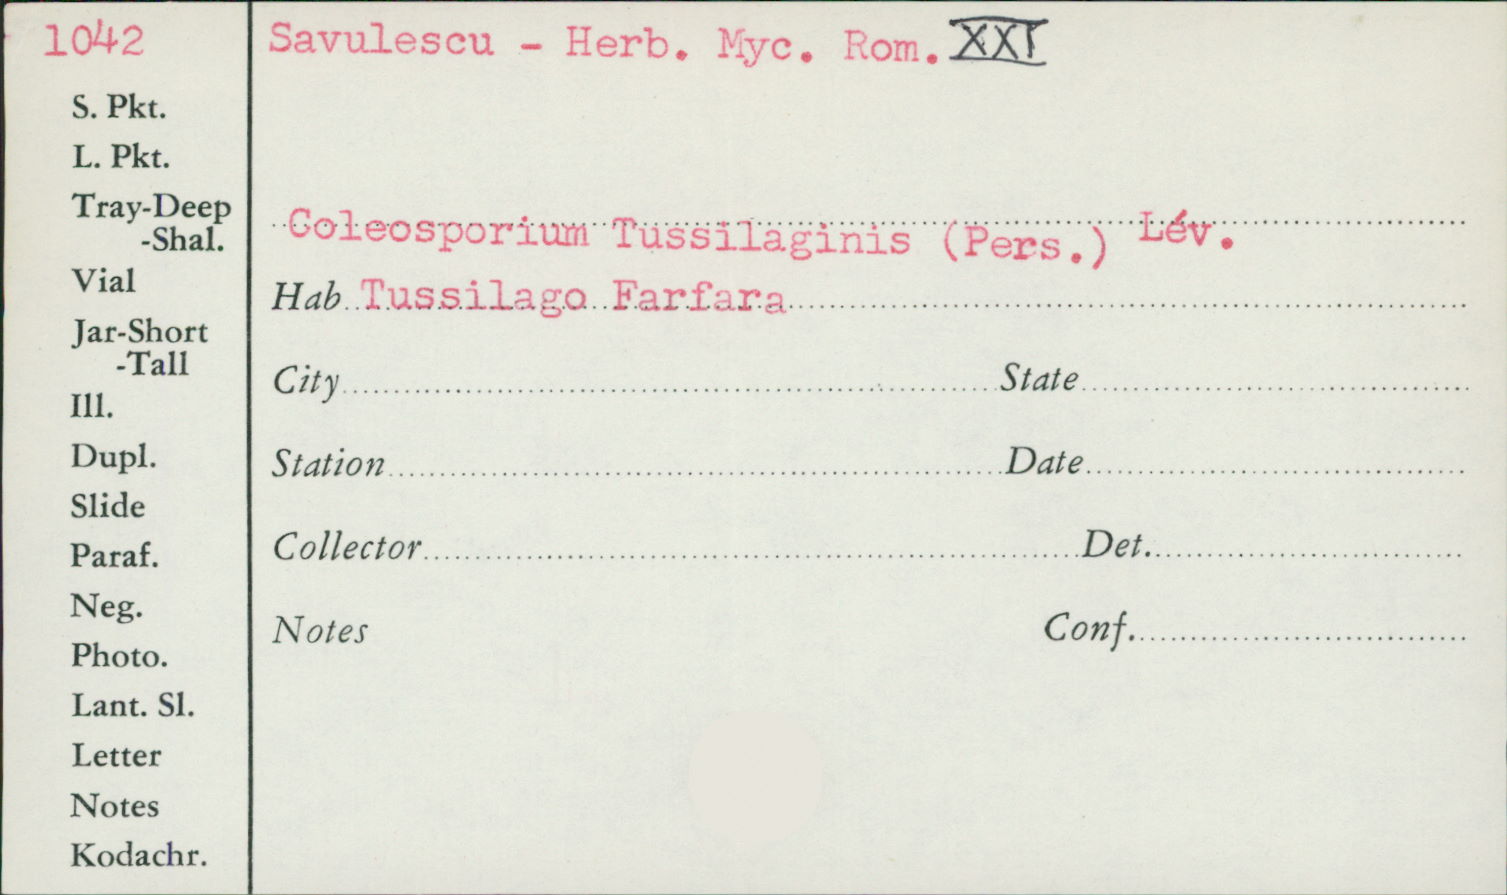 1042
Savulescu - Herb. Myc. Rom. XXI
S. Pkt.
L. Pkt.
Tray-Deep
-Shal.
Vial
Jar-Short
-Tall
Ill.
Dupl.
Slide
Paraf.
Neg.
Photo.
Lant. Sl.
Letter
Notes
Kodachr.
Coleosporium Tussilaginis (Pers.) Lév.
Hab Tussilago Farfara
City State
Station Date
Collector Det.
Notes Conf.